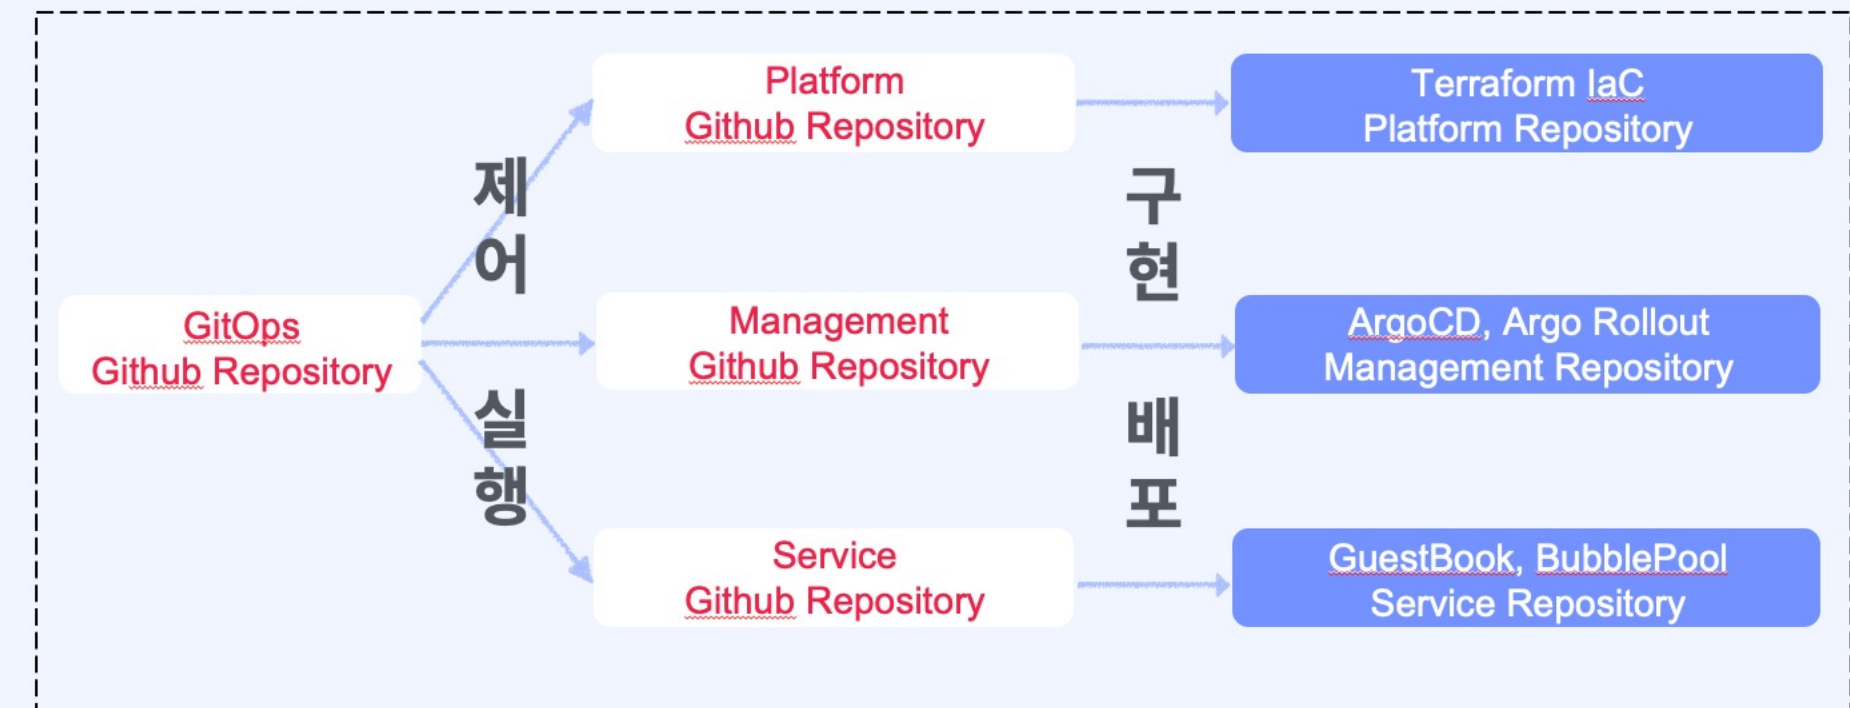 GitOps
Github Repository
제
어
실
행
Platform
Github Repository
Management
Github Repository
Service
Github Repository
구
현
배
포
Terraform IaC
Platform Repository
ArgoCD, Argo Rollout
Management Repository
GuestBook, BubblePool
Service Repository